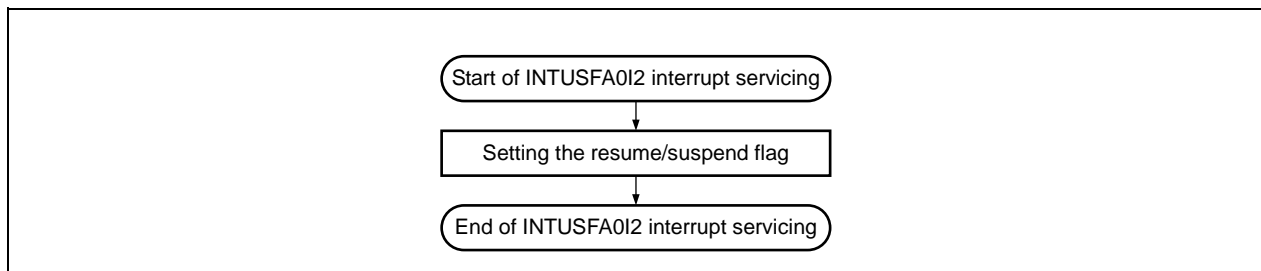 Start of INTUSFA0I2 interrupt servicing
Setting the resume/suspend flag
End of INTUSFA0I2 interrupt servicing